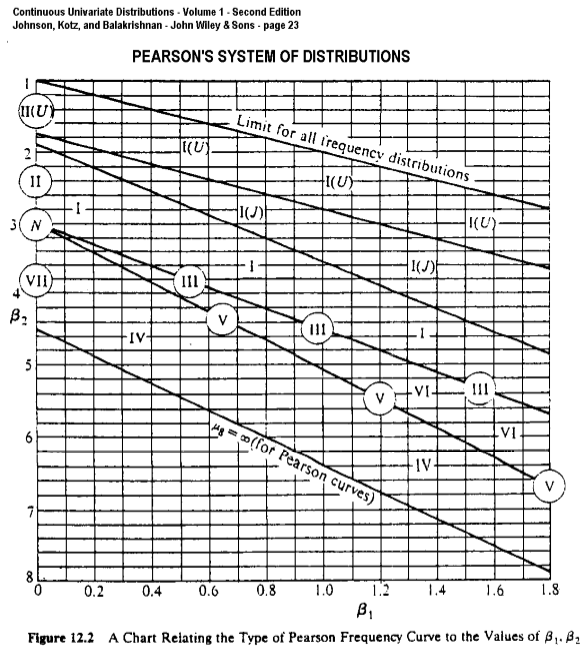 Continuous Univariate Distributions - Volume 1 - Second Edition
Johnson, Kotz, and Balakrishnan - John Wiley & Sons - page 23
PEARSON'S SYSTEM OF DISTRIBUTIONS
1
II(U)
Limit for all frequency distributions
I(U)
2
II
I(U)
I
I(J)
I(U)
3
N
I
I(J)
VII
III
4
β₂
V
III
IV
I
5
V
VI
III
6
μ₈ = ∞ (for Pearson curves)
VI
IV
V
7
8
0 0.2 0.4 0.6 0.8 1.0 1.2 1.4 1.6 1.8
β₁
Figure 12.2 A Chart Relating the Type of Pearson Frequency Curve to the Values of β₁, β₂